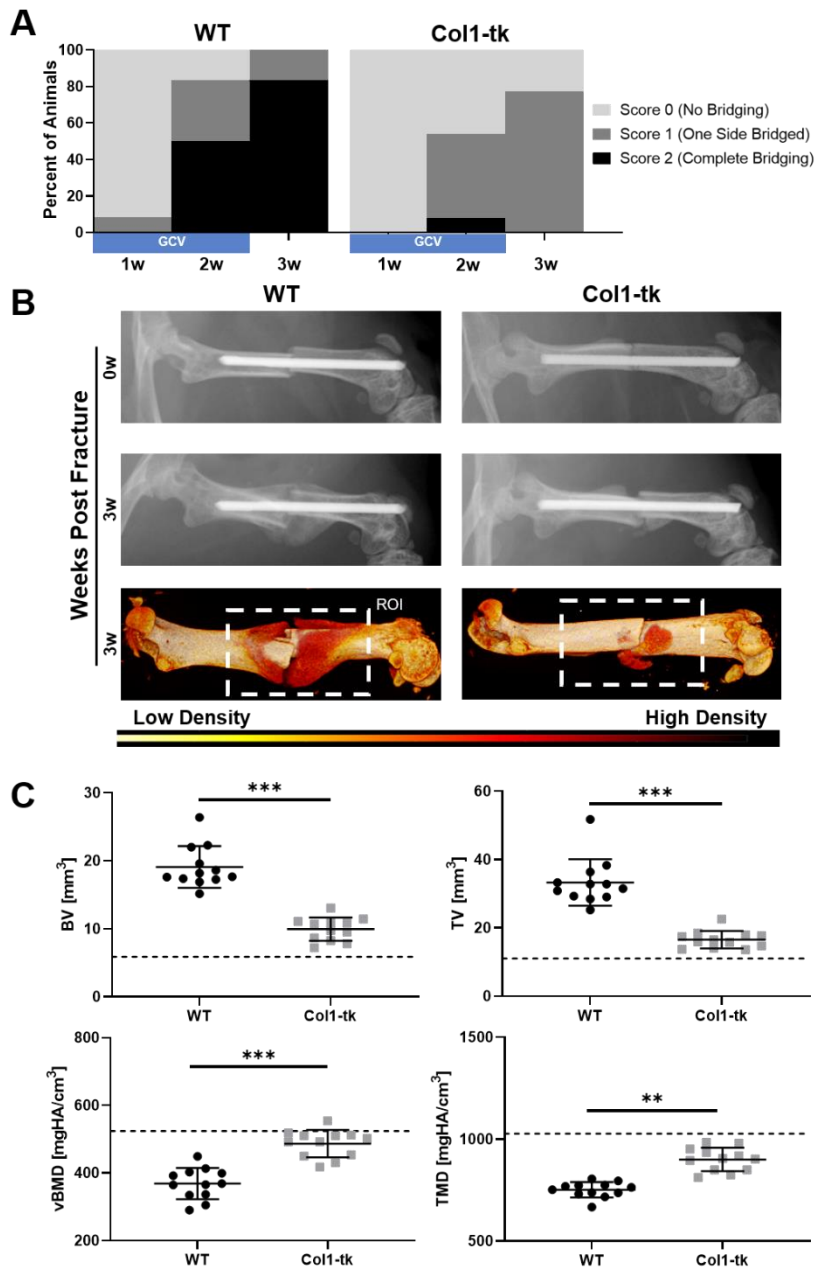 A
WT
Col1-tk
Percent of Animals
100
80
60
40
20
0
GCV
GCV
1w
2w
3w
1w
2w
3w
Score 0 (No Bridging)
Score 1 (One Side Bridged)
Score 2 (Complete Bridging)
B
WT
Col1-tk
Weeks Post Fracture
0w
3w
3w
ROI
Low Density
High Density
C
BV [mm³]
30
20
10
0
***
WT
Col1-tk
TV [mm³]
60
40
20
0
***
WT
Col1-tk
vBMD [mgHA/cm³]
800
600
400
200
***
WT
Col1-tk
TMD [mgHA/cm³]
1500
1000
500
**
WT
Col1-tk